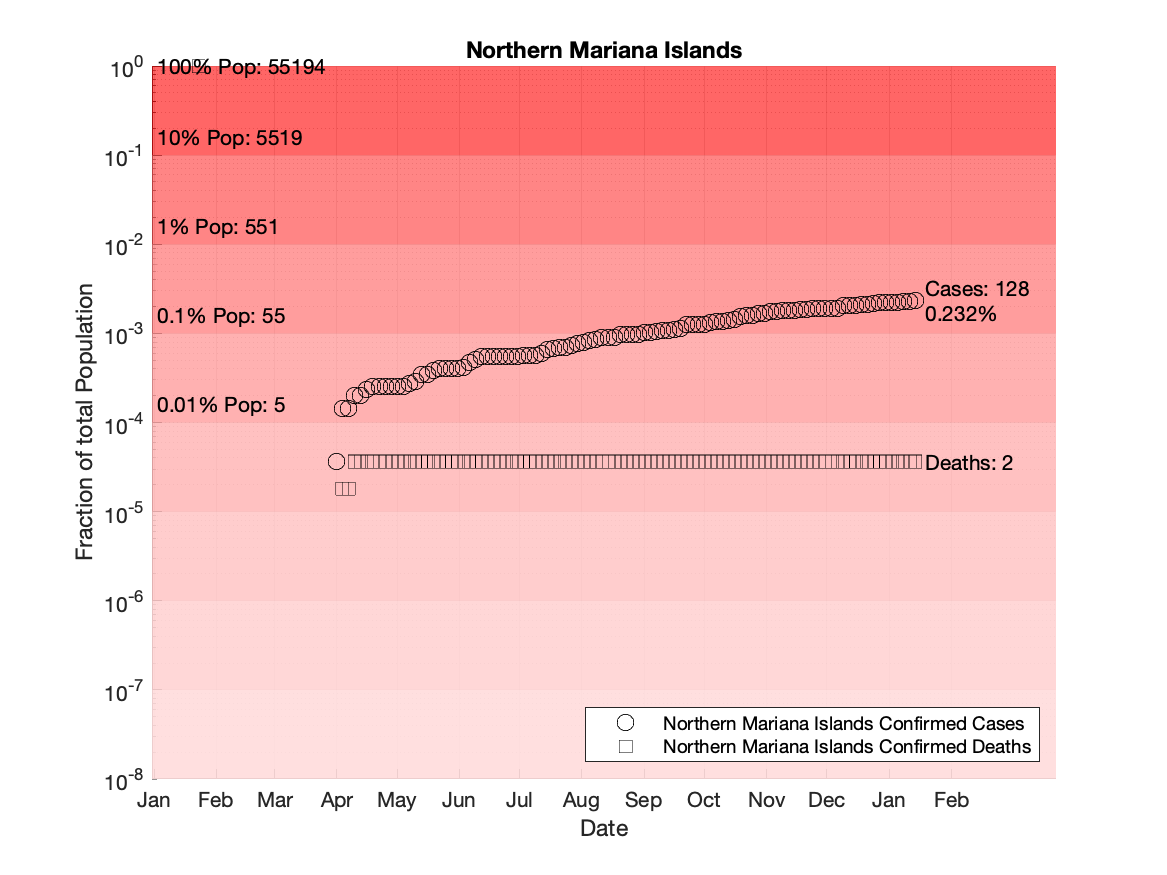 Northern Mariana Islands
10^0
100% Pop: 55194
10% Pop: 5519
10^-1
1% Pop: 551
10^-2
Cases: 128
0.232%
0.1% Pop: 55
10^-3
0.01% Pop: 5
10^-4
Deaths: 2
10^-5
10^-6
10^-7
10^-8
Fraction of total Population
Northern Mariana Islands Confirmed Cases
Northern Mariana Islands Confirmed Deaths
Jan Feb Mar Apr May Jun Jul Aug Sep Oct Nov Dec Jan Feb
Date